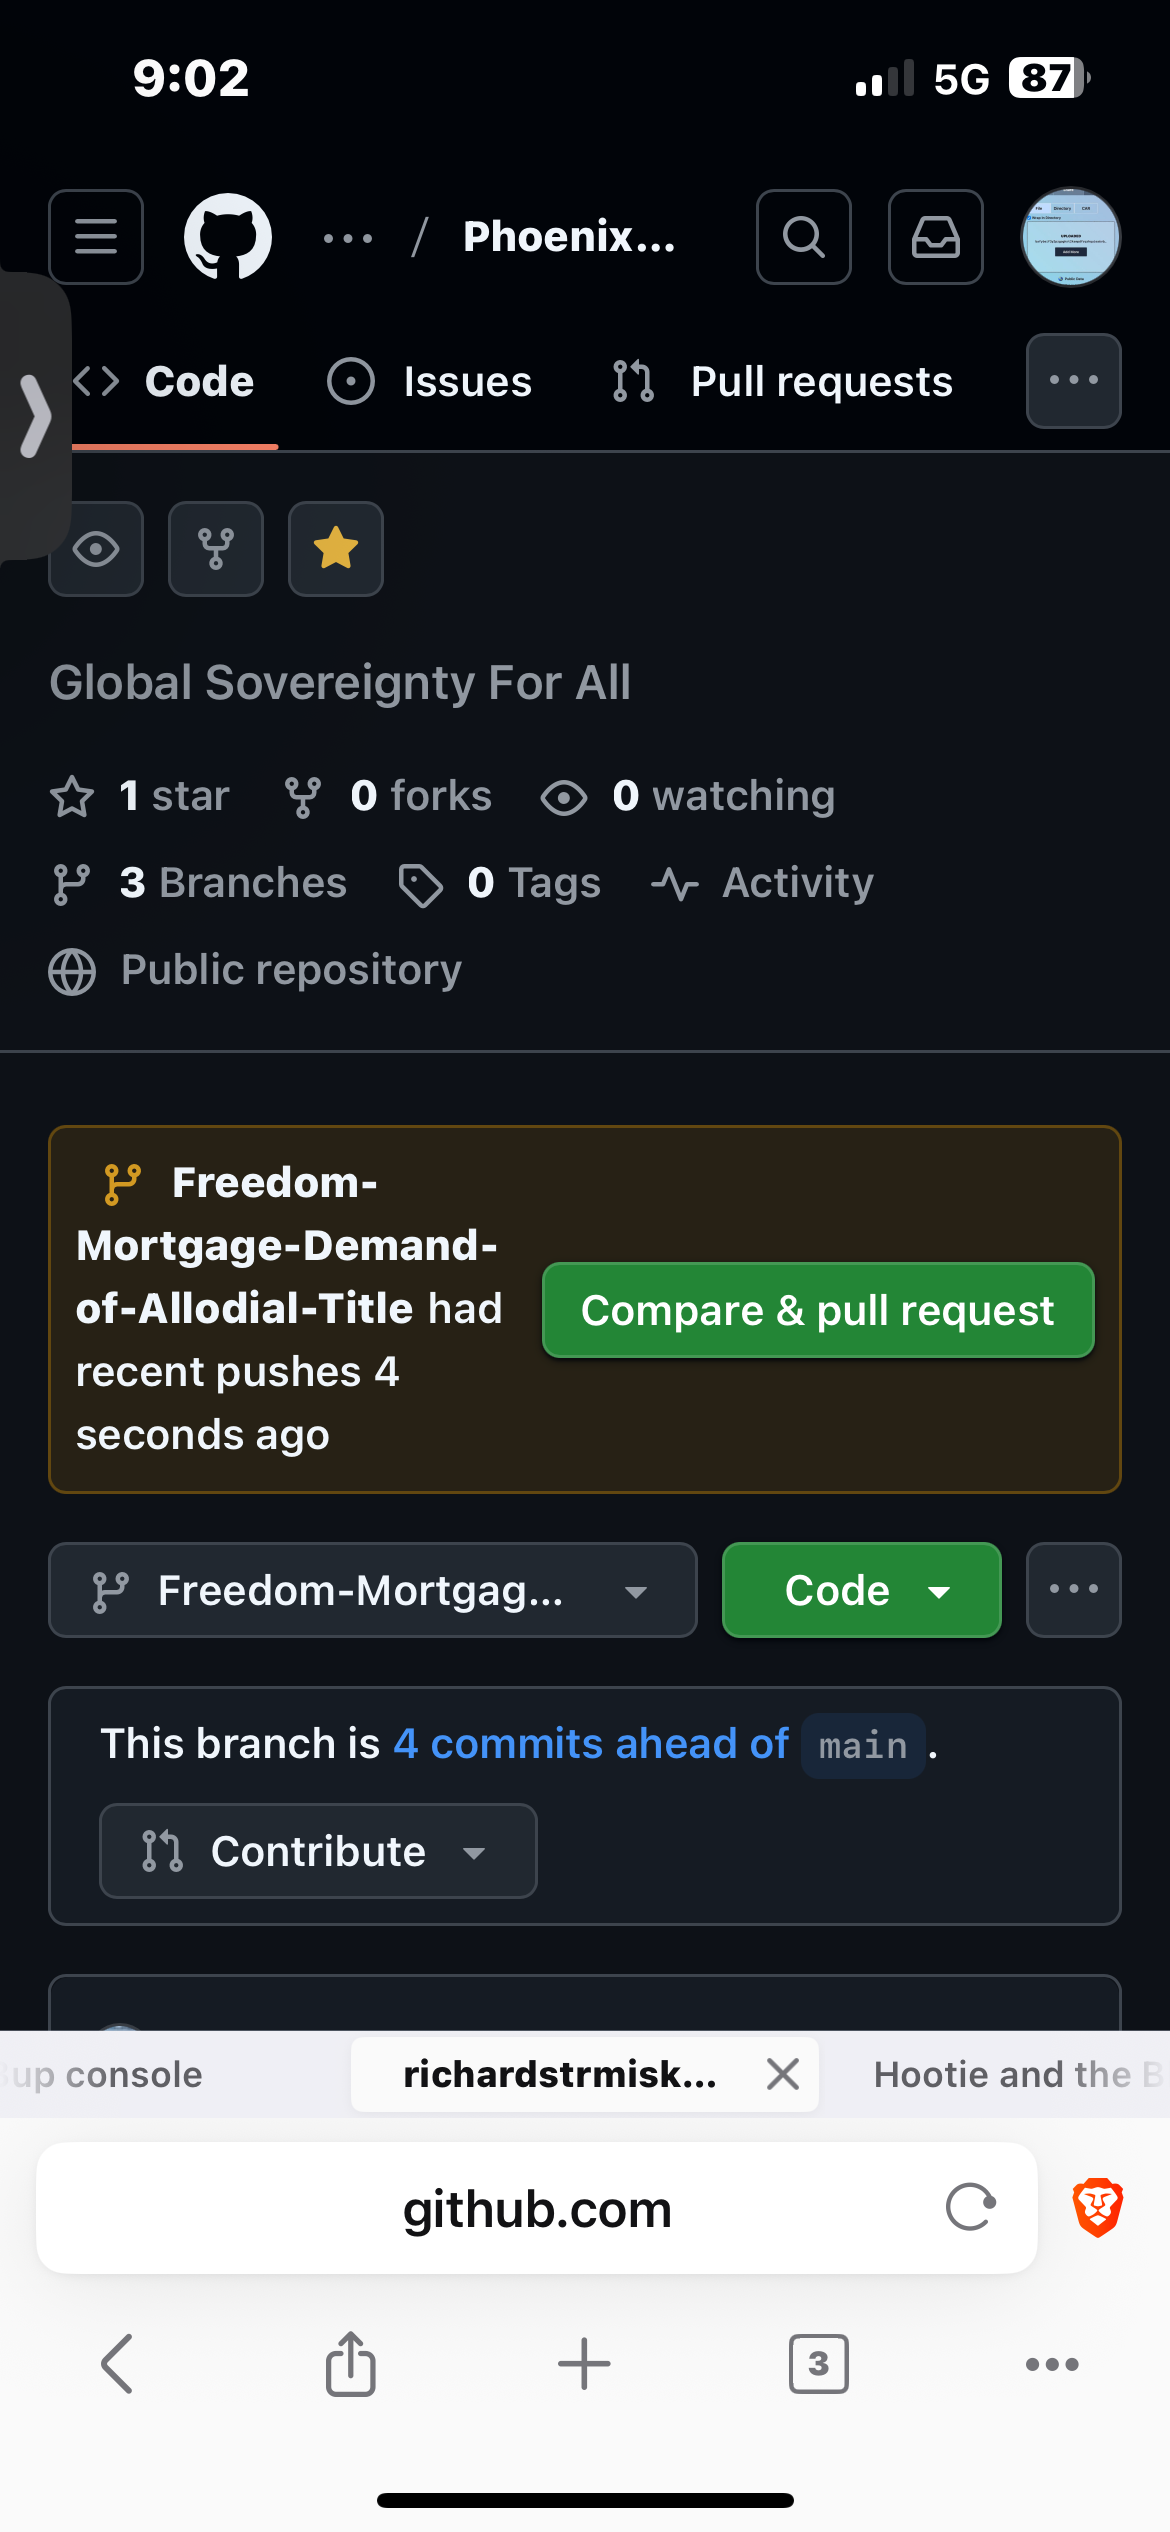 9:02
5G 87
... / Phoenix...
Code Issues Pull requests
Global Sovereignty For All
1 star 0 forks 0 watching
3 Branches 0 Tags Activity
Public repository
Freedom-
Mortgage-Demand-
of-Allodial-Title had
recent pushes 4
seconds ago
Compare & pull request
Freedom-Mortgag... Code
This branch is 4 commits ahead of main .
Contribute
up console richardstrmisk... Hootie and the B
github.com
3